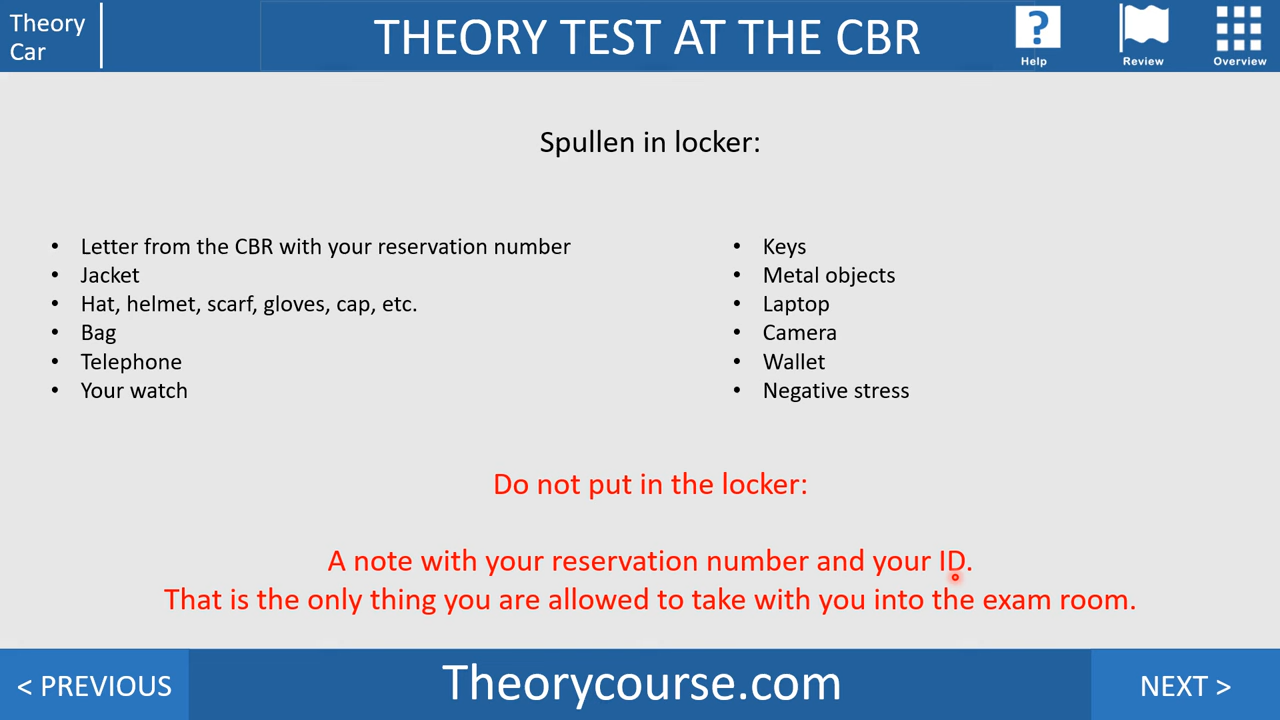 Theory
Car
THEORY TEST AT THE CBR
?
Help
Review
Overview
Spullen in locker:
• Letter from the CBR with your reservation number
• Jacket
• Hat, helmet, scarf, gloves, cap, etc.
• Bag
• Telephone
• Your watch
• Keys
• Metal objects
• Laptop
• Camera
• Wallet
• Negative stress
Do not put in the locker:
A note with your reservation number and your ID.
That is the only thing you are allowed to take with you into the exam room.
< PREVIOUS
Theorycourse.com
NEXT >